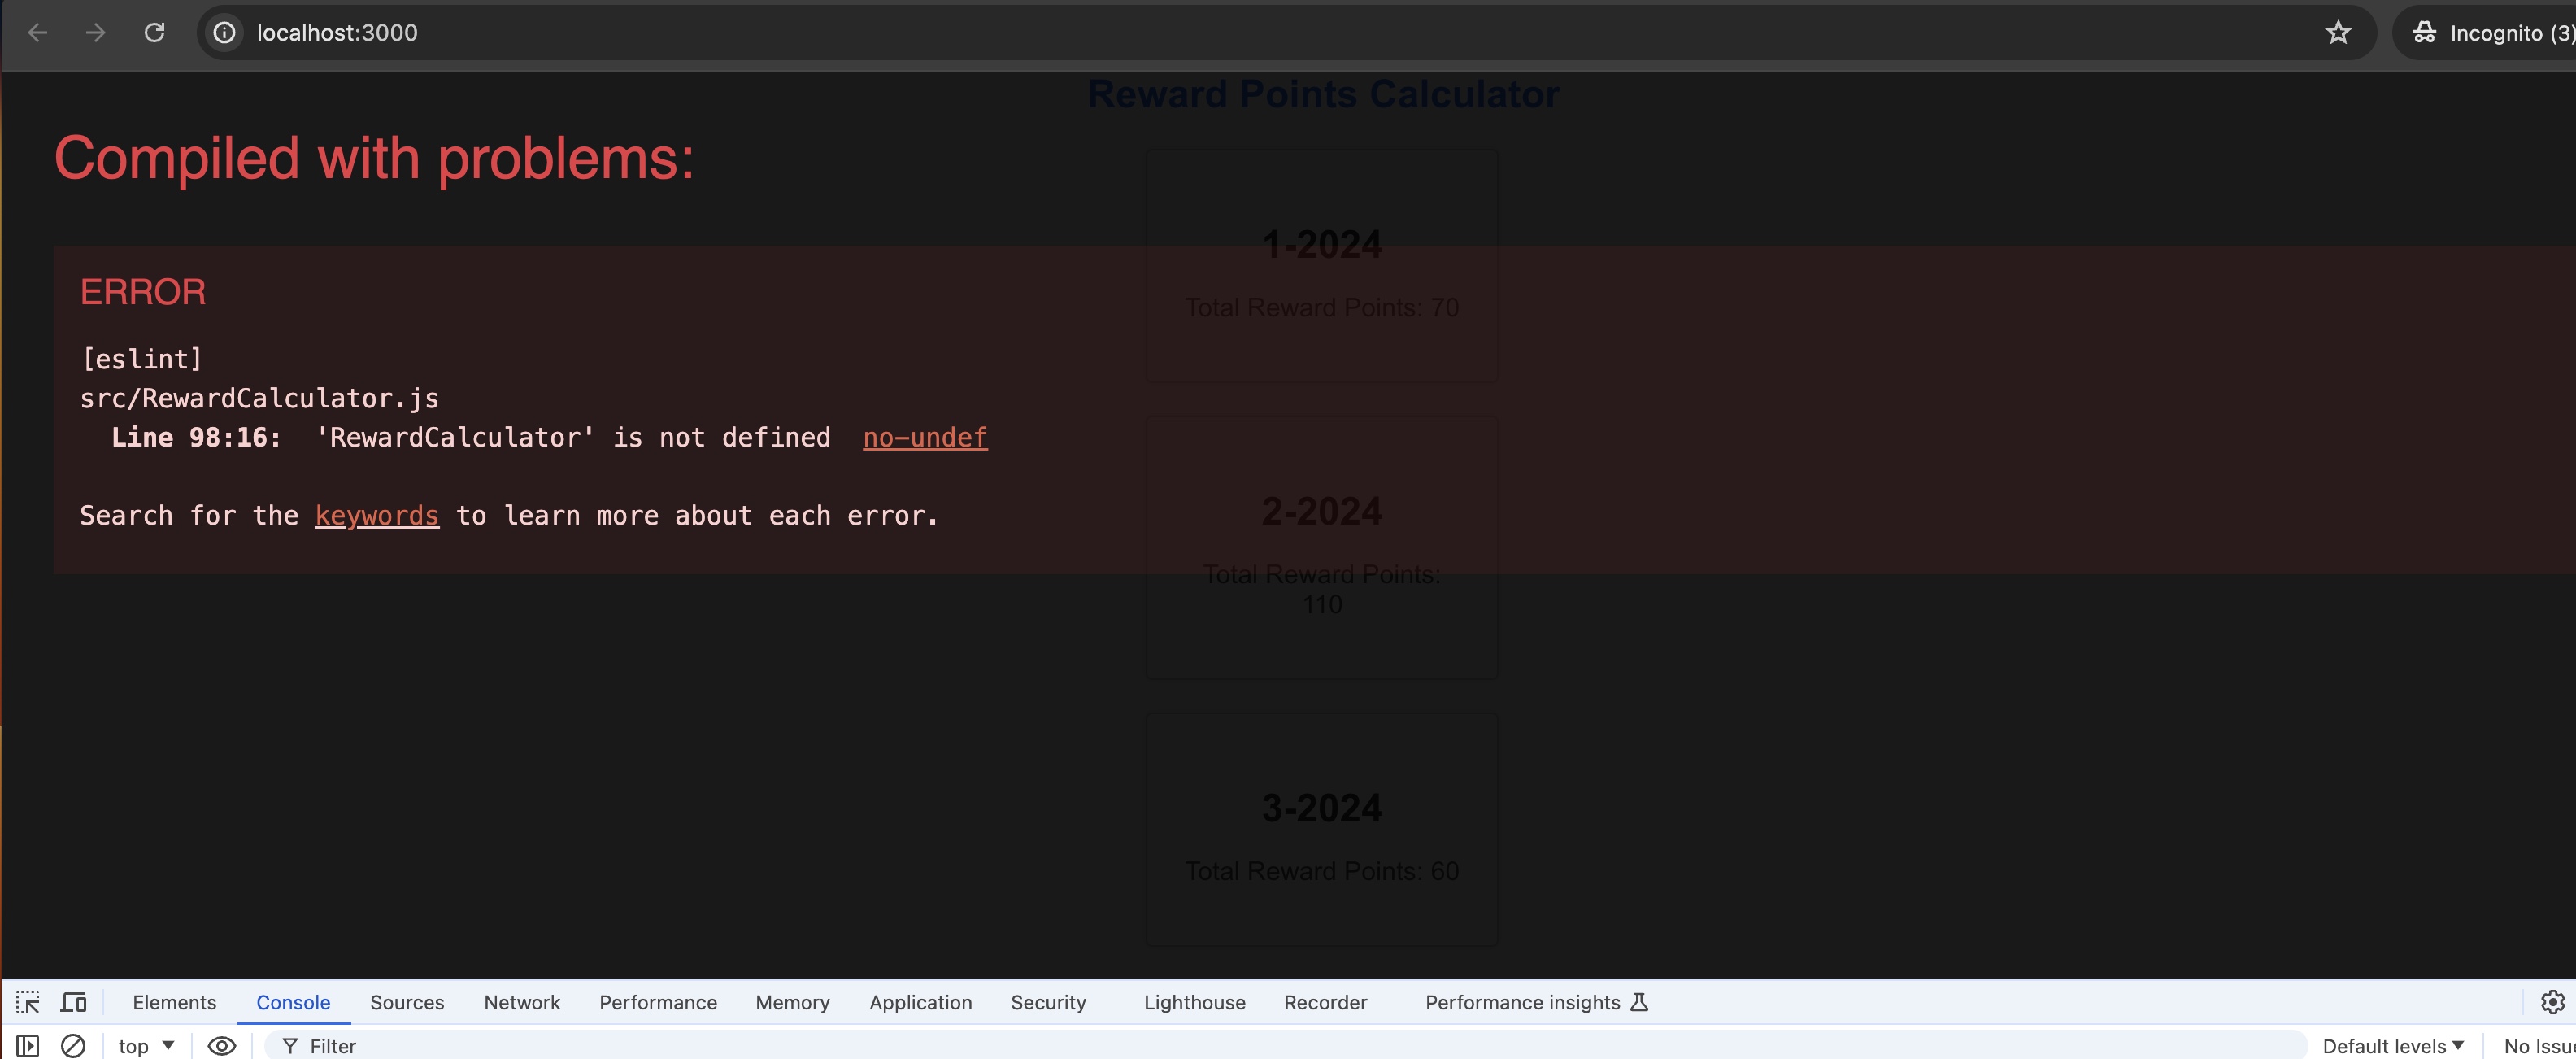 localhost:3000
Incognito (3)
Reward Points Calculator
Compiled with problems:
1-2024
ERROR
Total Reward Points: 70
[eslint]
src/RewardCalculator.js
Line 98:16: 'RewardCalculator' is not defined no-undef
Search for the keywords to learn more about each error.
2-2024
Total Reward Points:
110
3-2024
Total Reward Points: 60
Elements Console Sources Network Performance Memory Application Security Lighthouse Recorder Performance insights
top Filter Default levels No Issu